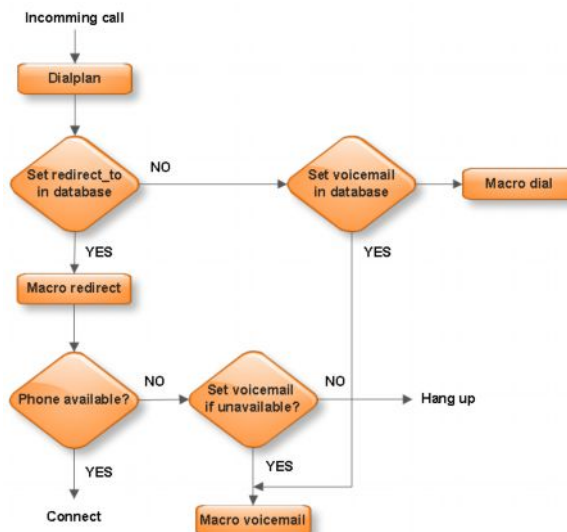 Incomming call
Dialplan
Set redirect_to
in database
NO
Set voicemail
in database
Macro dial
YES
YES
Macro redirect
Phone available?
NO
Set voicemail
if unavailable?
NO
Hang up
YES
YES
Connect
Macro voicemail